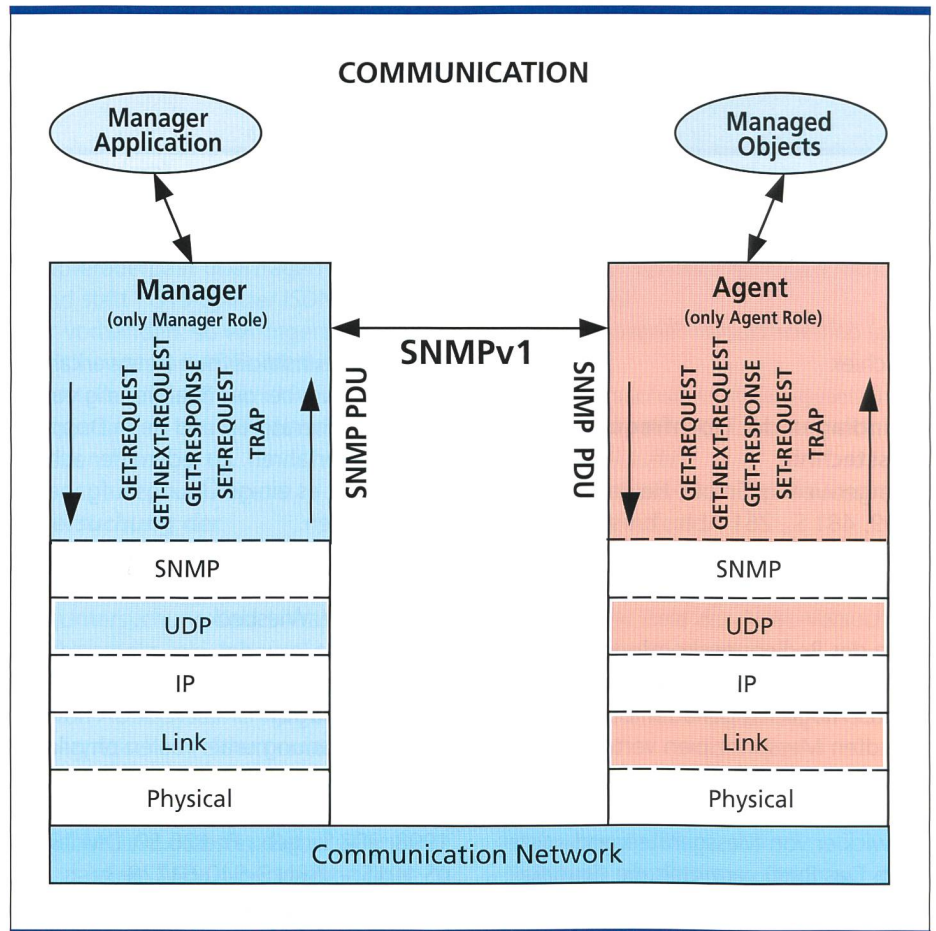 COMMUNICATION
Manager
Application
Managed
Objects
Manager
(only Manager Role)
GET-REQUEST
GET-NEXT-REQUEST
GET-RESPONSE
SET-REQUEST
TRAP
SNMP PDU
SNMPv1
SNMP PDU
Agent
(only Agent Role)
GET-REQUEST
GET-NEXT-REQUEST
GET-RESPONSE
SET-REQUEST
TRAP
SNMP
UDP
IP
Link
Physical
SNMP
UDP
IP
Link
Physical
Communication Network